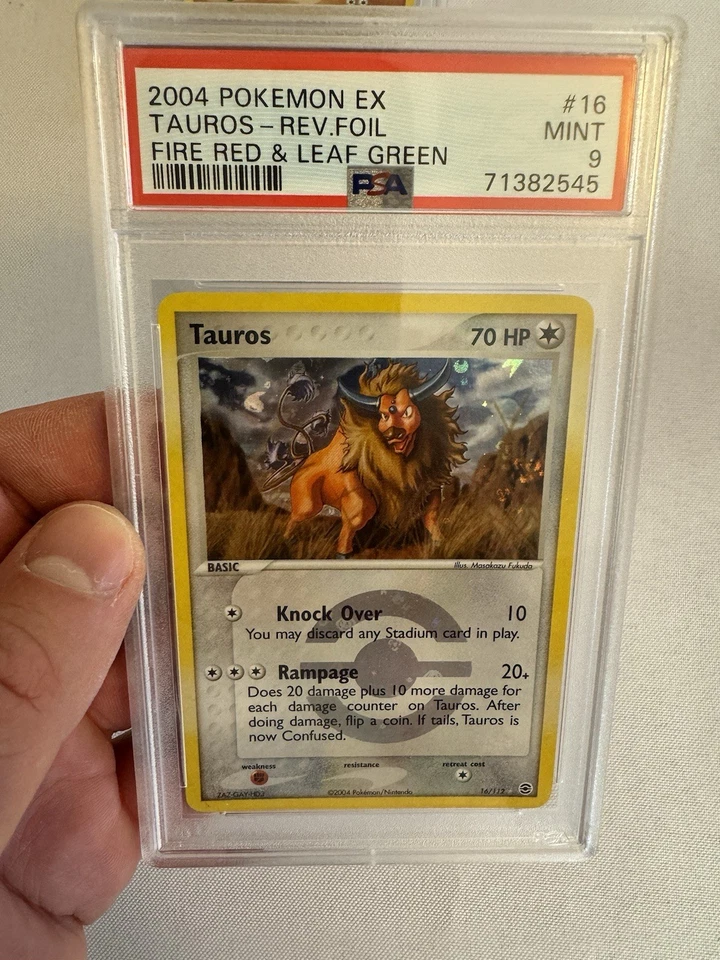 2004 POKEMON EX #16
TAUROS - REV.FOIL MINT
FIRE RED & LEAF GREEN 9
PSA 71382545
Tauros 70 HP
BASIC Illus. Masakazu Fukuda
Knock Over 10
You may discard any Stadium card in play.
Rampage 20+
Does 20 damage plus 10 more damage for
each damage counter on Tauros. After
doing damage, flip a coin. If tails, Tauros is
now Confused.
weakness resistance retreat cost
©2004 Pokémon/Nintendo 16/112